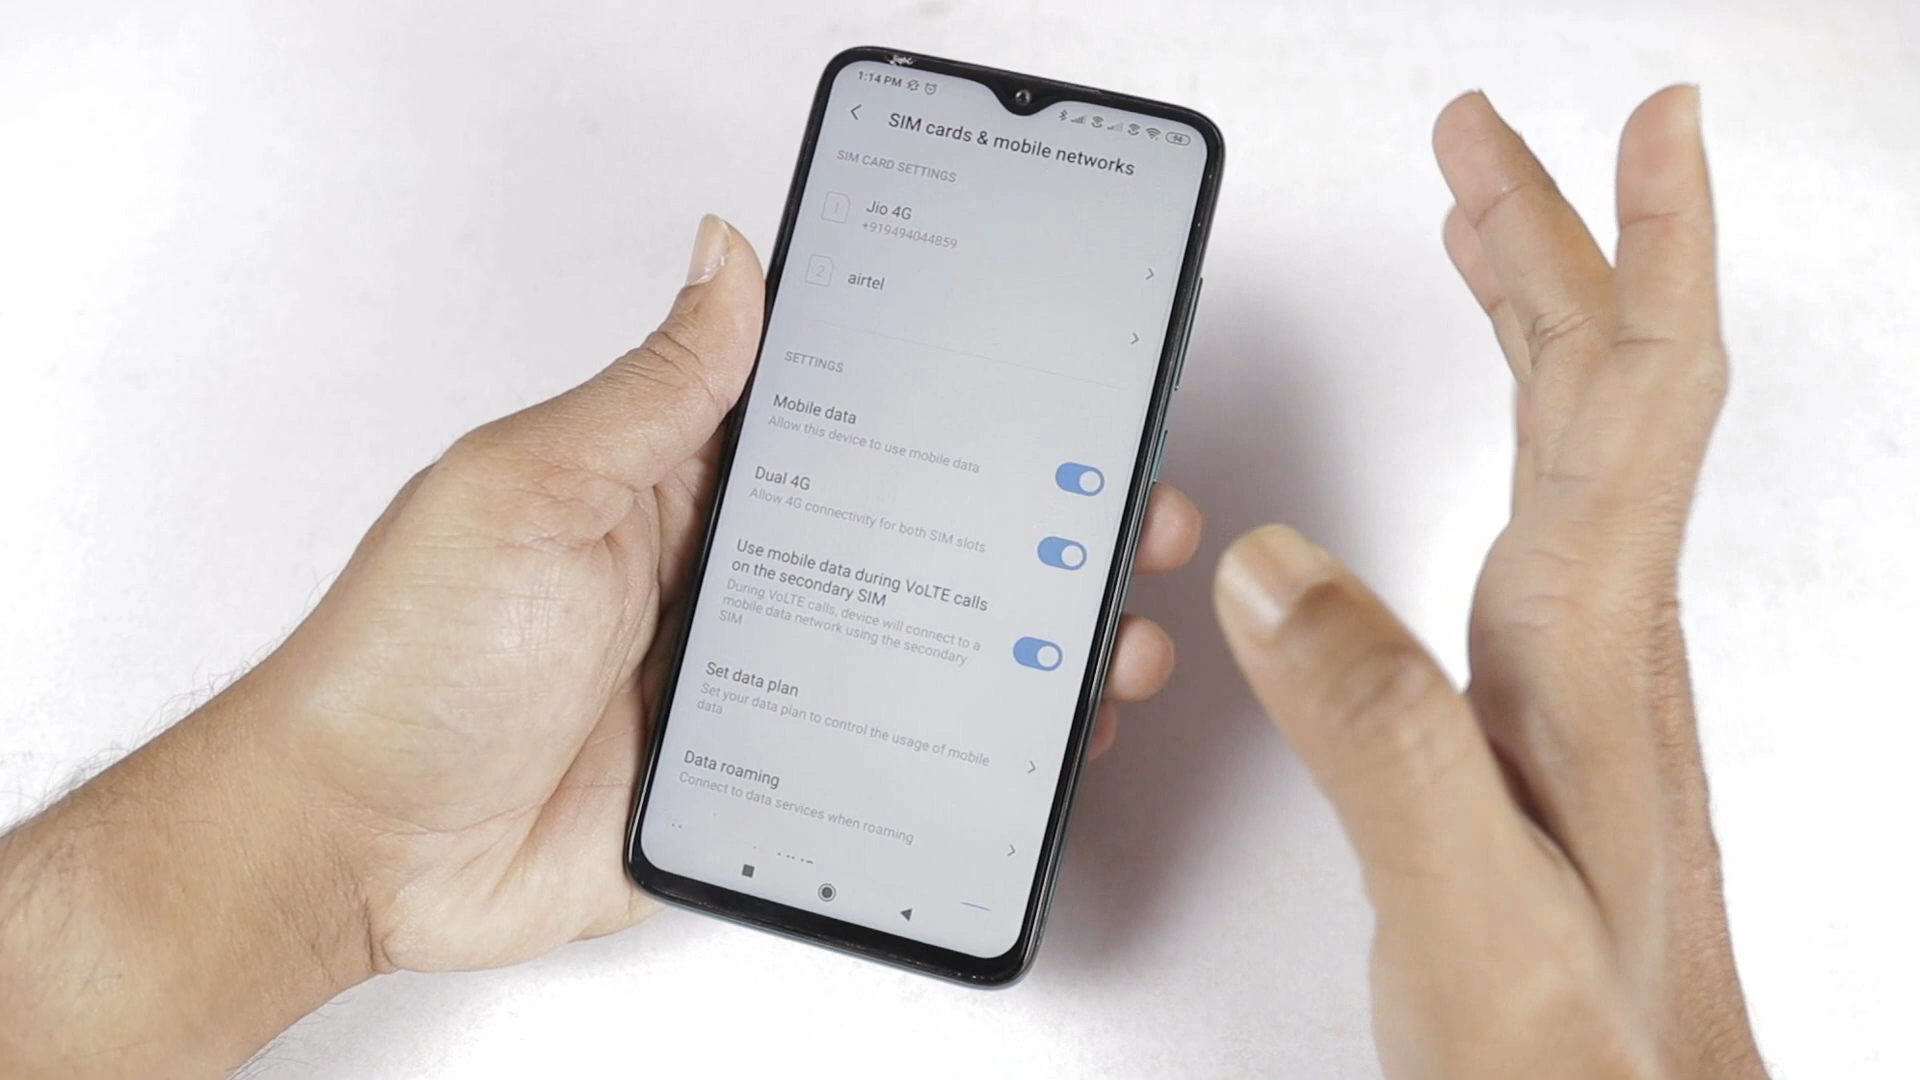 1:14 PM
94
SIM cards & mobile networks
SIM CARD SETTINGS
1
Jio 4G
+919494044859
2
airtel
SETTINGS
Mobile data
Allow this device to use mobile data
Dual 4G
Allow 4G connectivity for both SIM slots
Use mobile data during VoLTE calls
on the secondary SIM
During VoLTE calls, device will connect to a
mobile data network using the secondary
SIM
Set data plan
Set your data plan to control the usage of mobile
data
Data roaming
Connect to data services when roaming